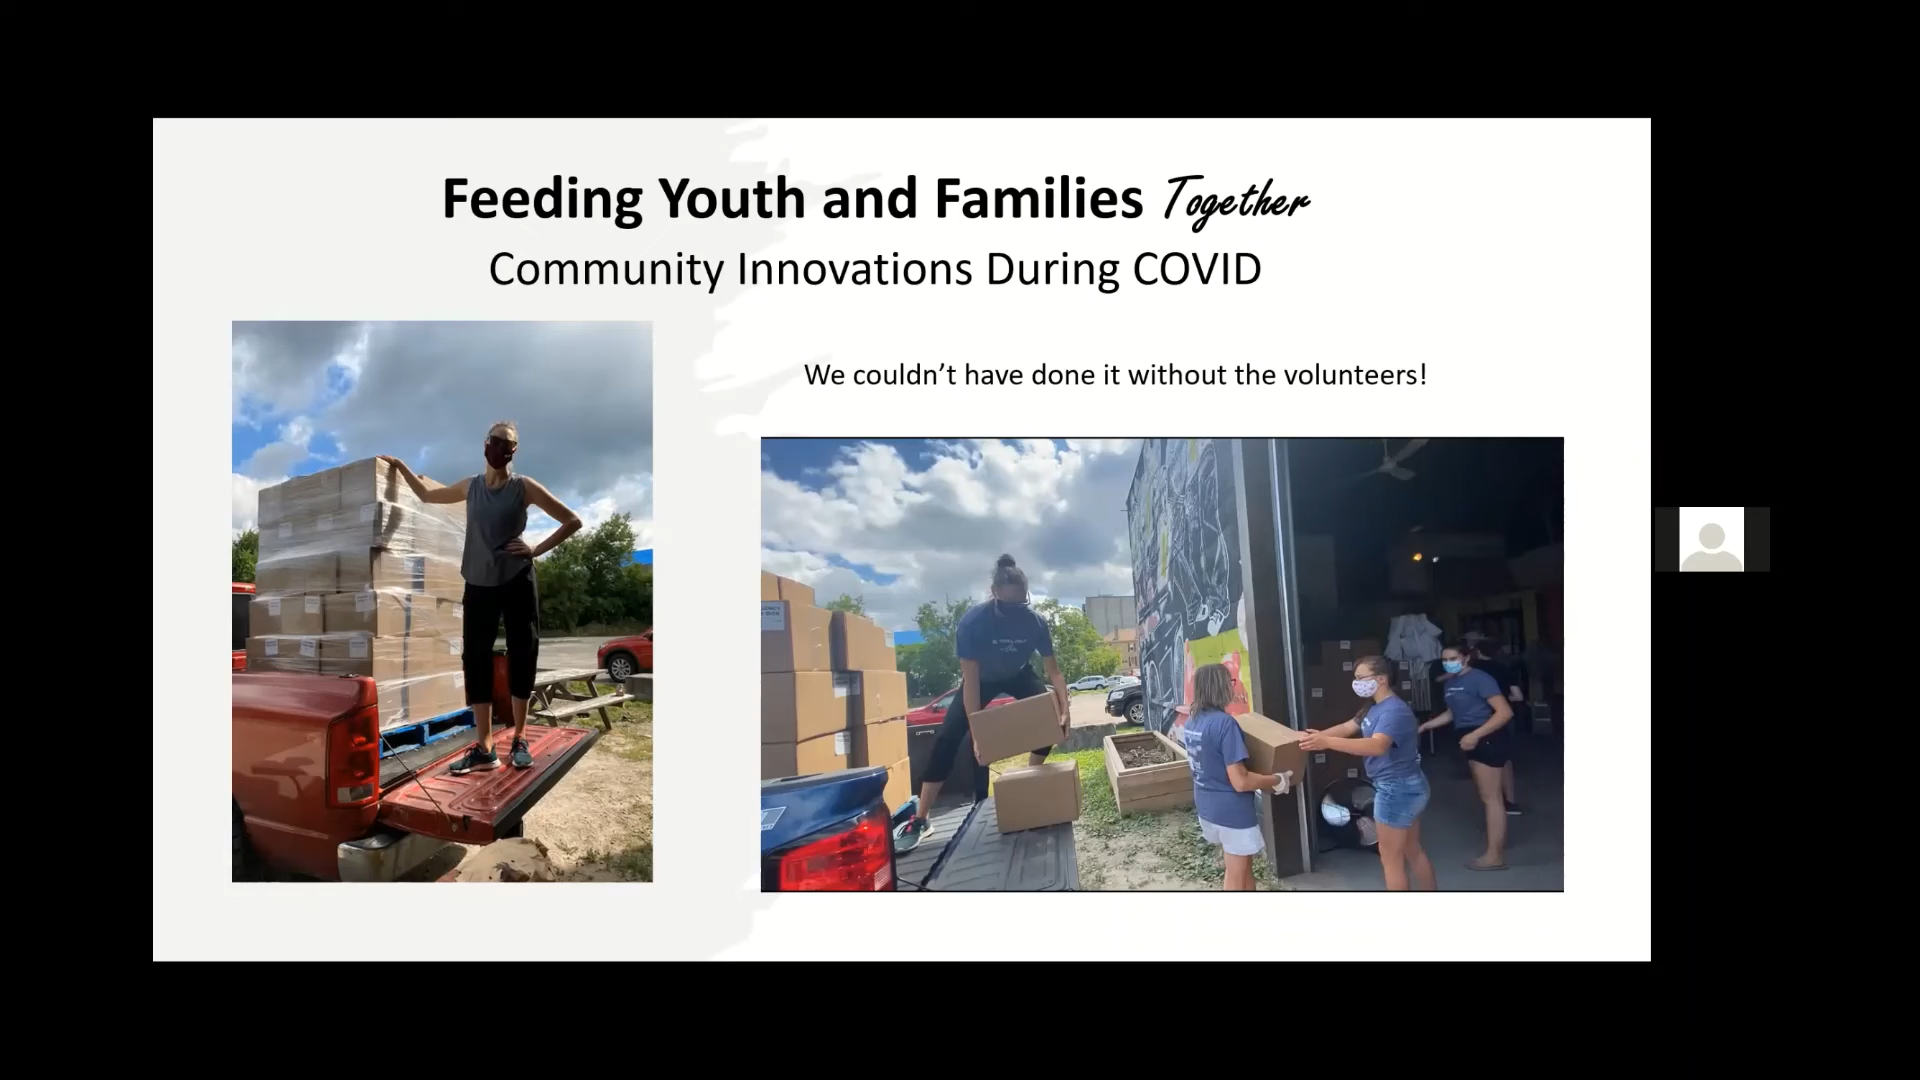 Feeding Youth and Families Together
Community Innovations During COVID
We couldn’t have done it without the volunteers!